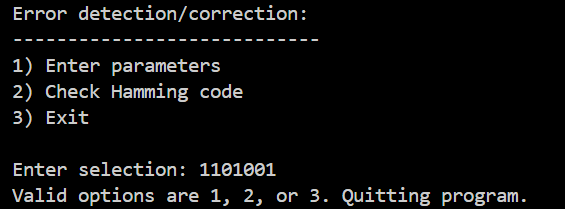 Error detection/correction:
----------------------------
1) Enter parameters
2) Check Hamming code
3) Exit
Enter selection: 1101001
Valid options are 1, 2, or 3. Quitting program.